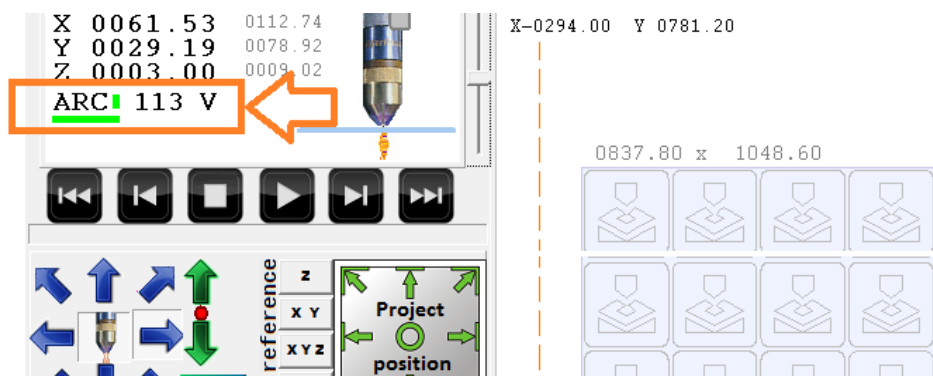 X 0061.53 0112.74
Y 0029.19 0078.92
Z 0003.00 0009.02
ARC 113 V
X-0294.00 Y 0781.20
0837.80 x 1048.60
reference
Z
X Y
X Y Z
Project
position